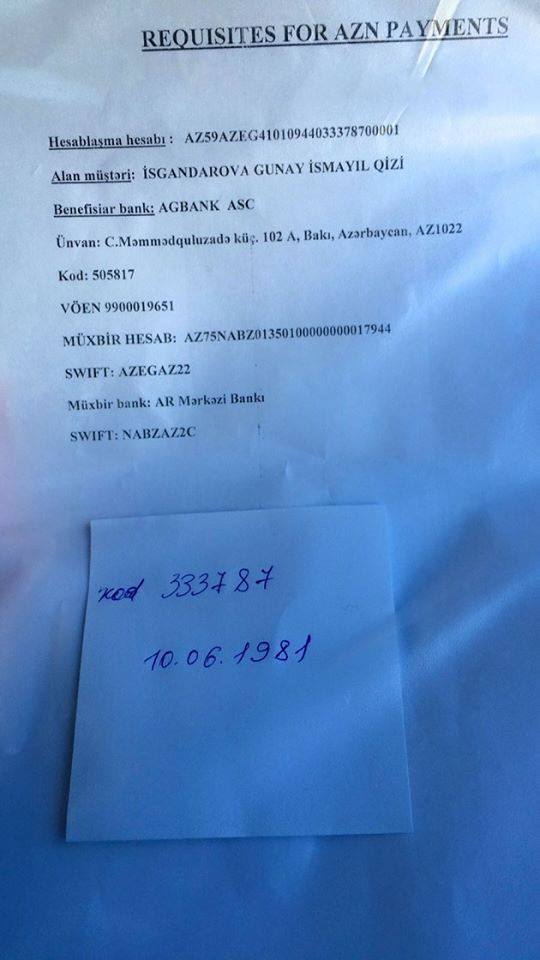 REQUISITES FOR AZN PAYMENTS
Hesablaşma hesabı : AZ59AZEG41010944033378700001
Alan müştəri: İSGANDAROVA GUNAY İSMAYIL QİZİ
Benefisiar bank: AGBANK ASC
Ünvan: C.Məmmədquluzadə küç. 102 A, Bakı, Azərbaycan, AZ1022
Kod: 505817
VÖEN 9900019651
MÜXBİR HESAB: AZ75NABZ01350100000000017944
SWIFT: AZEGAZ22
Müxbir bank: AR Mərkəzi Bankı
SWIFT: NABZAZ2C
kod 333787
10.06.1981